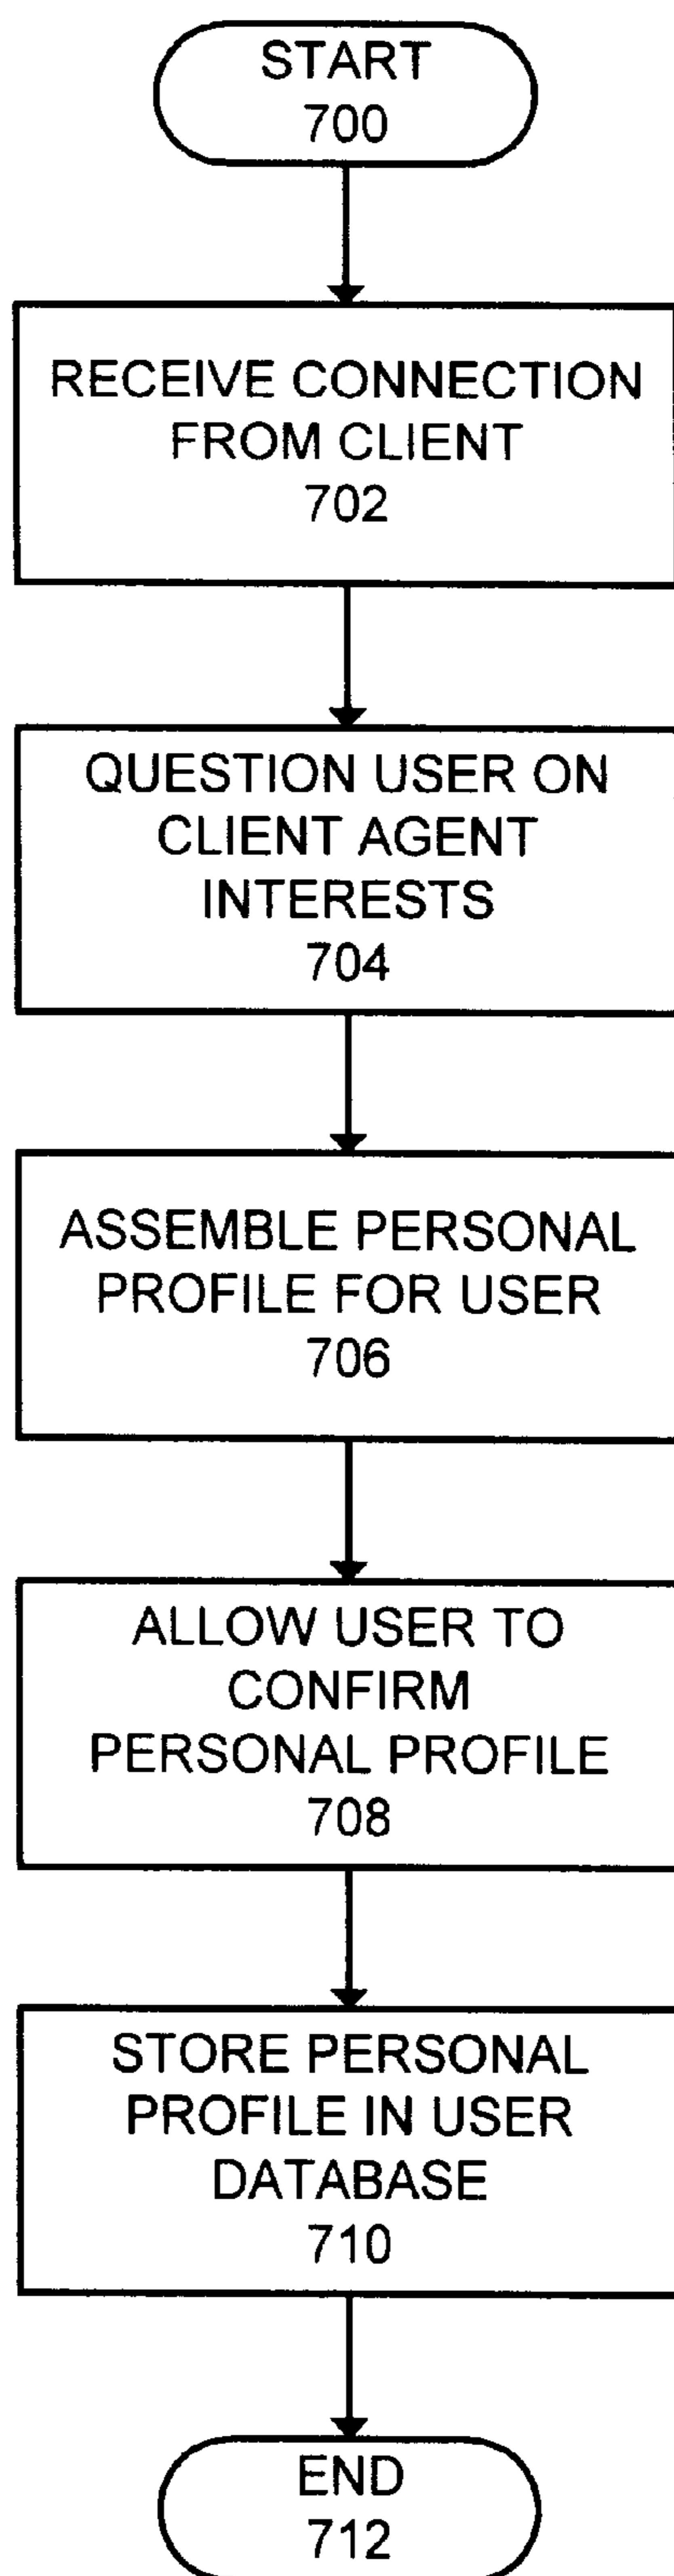 START
700
RECEIVE CONNECTION
FROM CLIENT
702
QUESTION USER ON
CLIENT AGENT
INTERESTS
704
ASSEMBLE PERSONAL
PROFILE FOR USER
706
ALLOW USER TO
CONFIRM
PERSONAL PROFILE
708
STORE PERSONAL
PROFILE IN USER
DATABASE
710
END
712